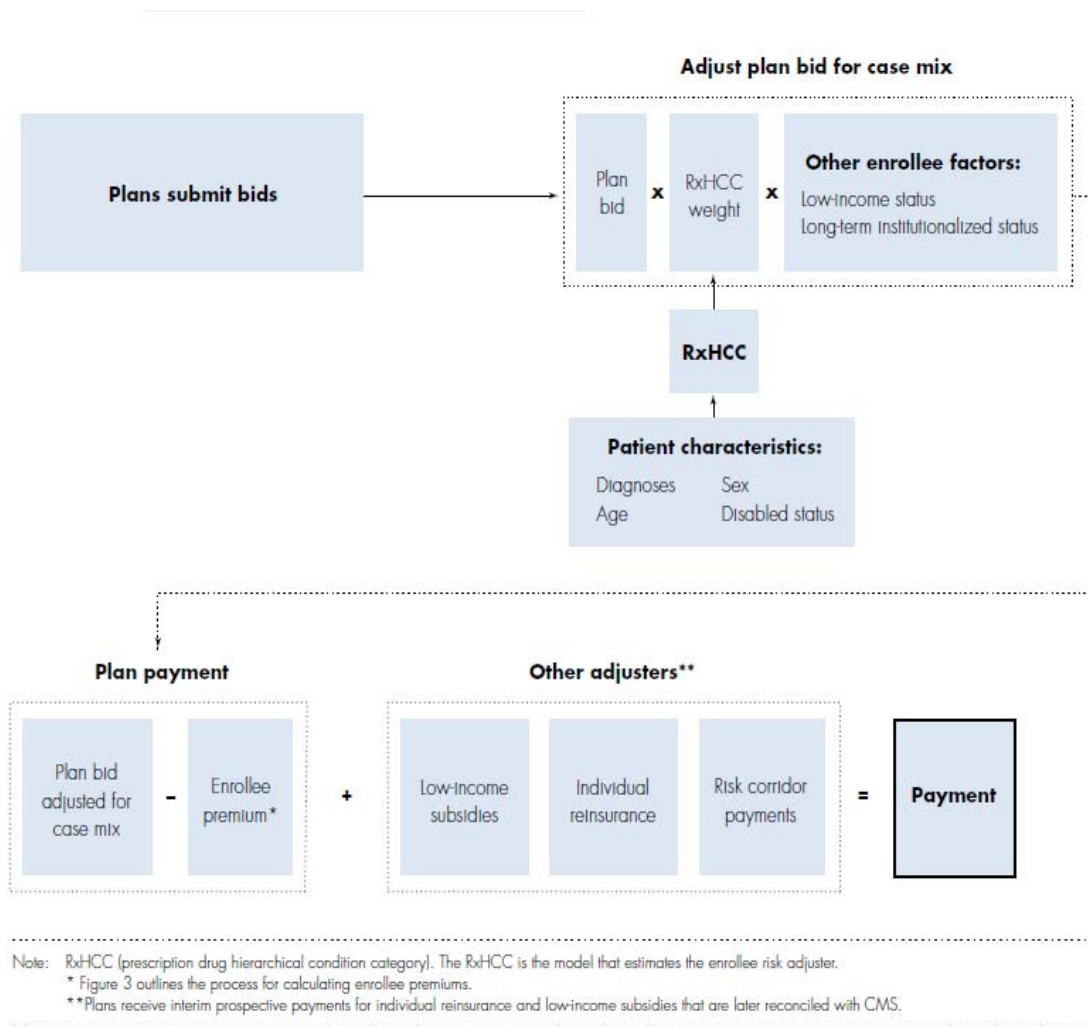 Adjust plan bid for case mix
Plans submit bids
Plan
bid
x
RxHCC
weight
x
Other enrollee factors:
Low-income status
Long-term institutionalized status
RxHCC
Patient characteristics:
Diagnoses Sex
Age Disabled status
Plan payment
Other adjusters**
Plan bid
adjusted for
case mix
–
Enrollee
premium*
+
Low-income
subsidies
Individual
reinsurance
Risk corridor
payments
=
Payment
Note: RxHCC (prescription drug hierarchical condition category). The RxHCC is the model that estimates the enrollee risk adjuster.
* Figure 3 outlines the process for calculating enrollee premiums.
**Plans receive interim prospective payments for individual reinsurance and low-income subsidies that are later reconciled with CMS.